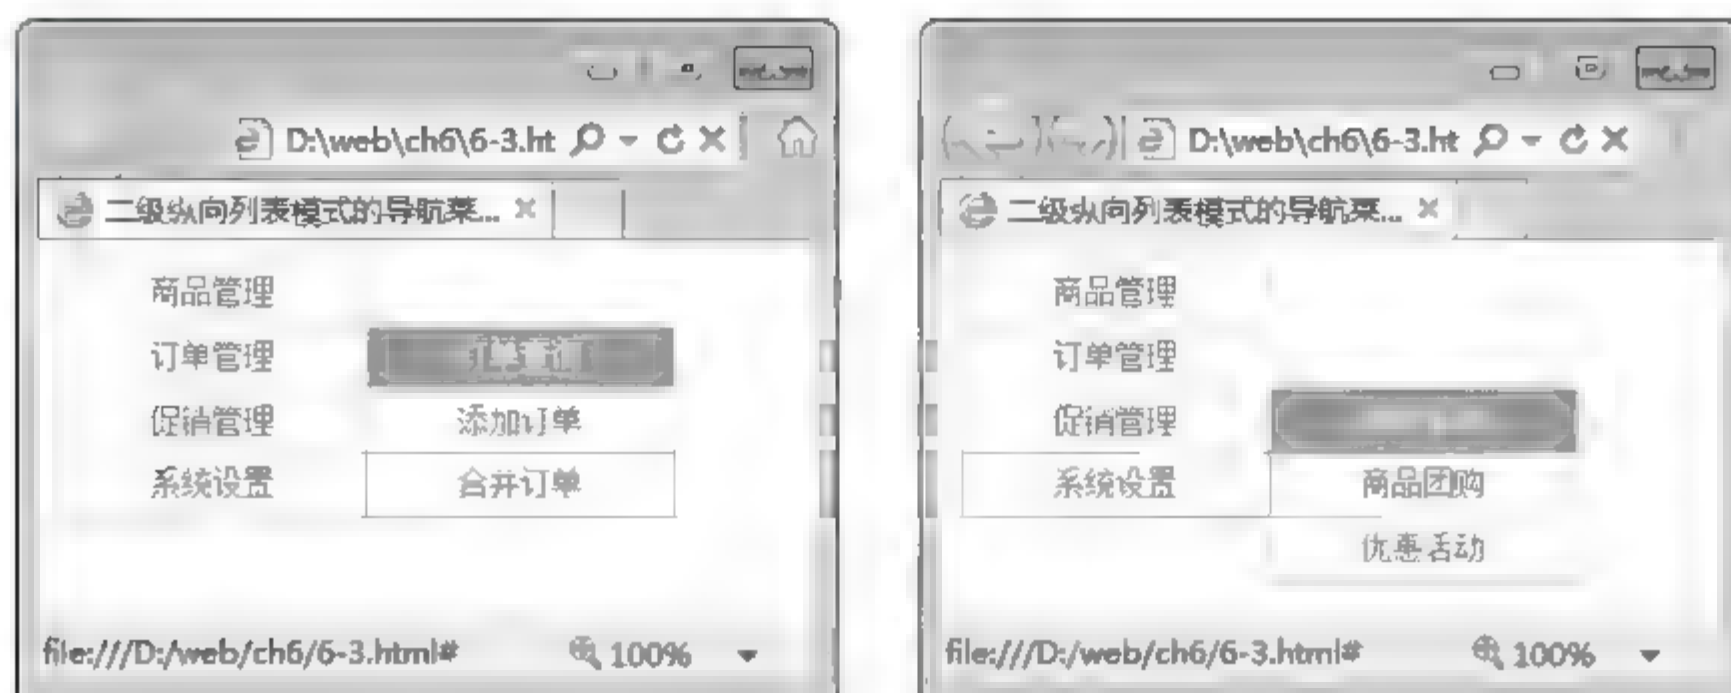 D:\web\ch6\6-3.ht
二级纵向列表模式的导航菜...
商品管理
订单管理
促销管理
添加订单
系统设置
合并订单
file:///D:/web/ch6/6-3.html#
100%
D:\web\ch6\6-3.ht
二级纵向列表模式的导航菜...
商品管理
订单管理
促销管理
系统设置
商品团购
优惠活动
file:///D:/web/ch6/6-3.html#
100%